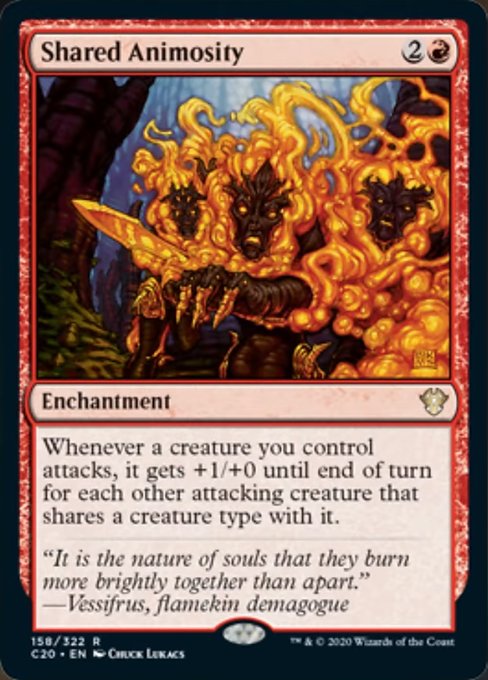 Shared Animosity 2
Enchantment
Whenever a creature you control
attacks, it gets +1/+0 until end of turn
for each other attacking creature that
shares a creature type with it.
“It is the nature of souls that they burn
more brightly together than apart.”
—Vessifrus, flamekin demagogue
158/322 R
™ & © 2020 Wizards of the Coast
C20 • EN Chuck Lukacs